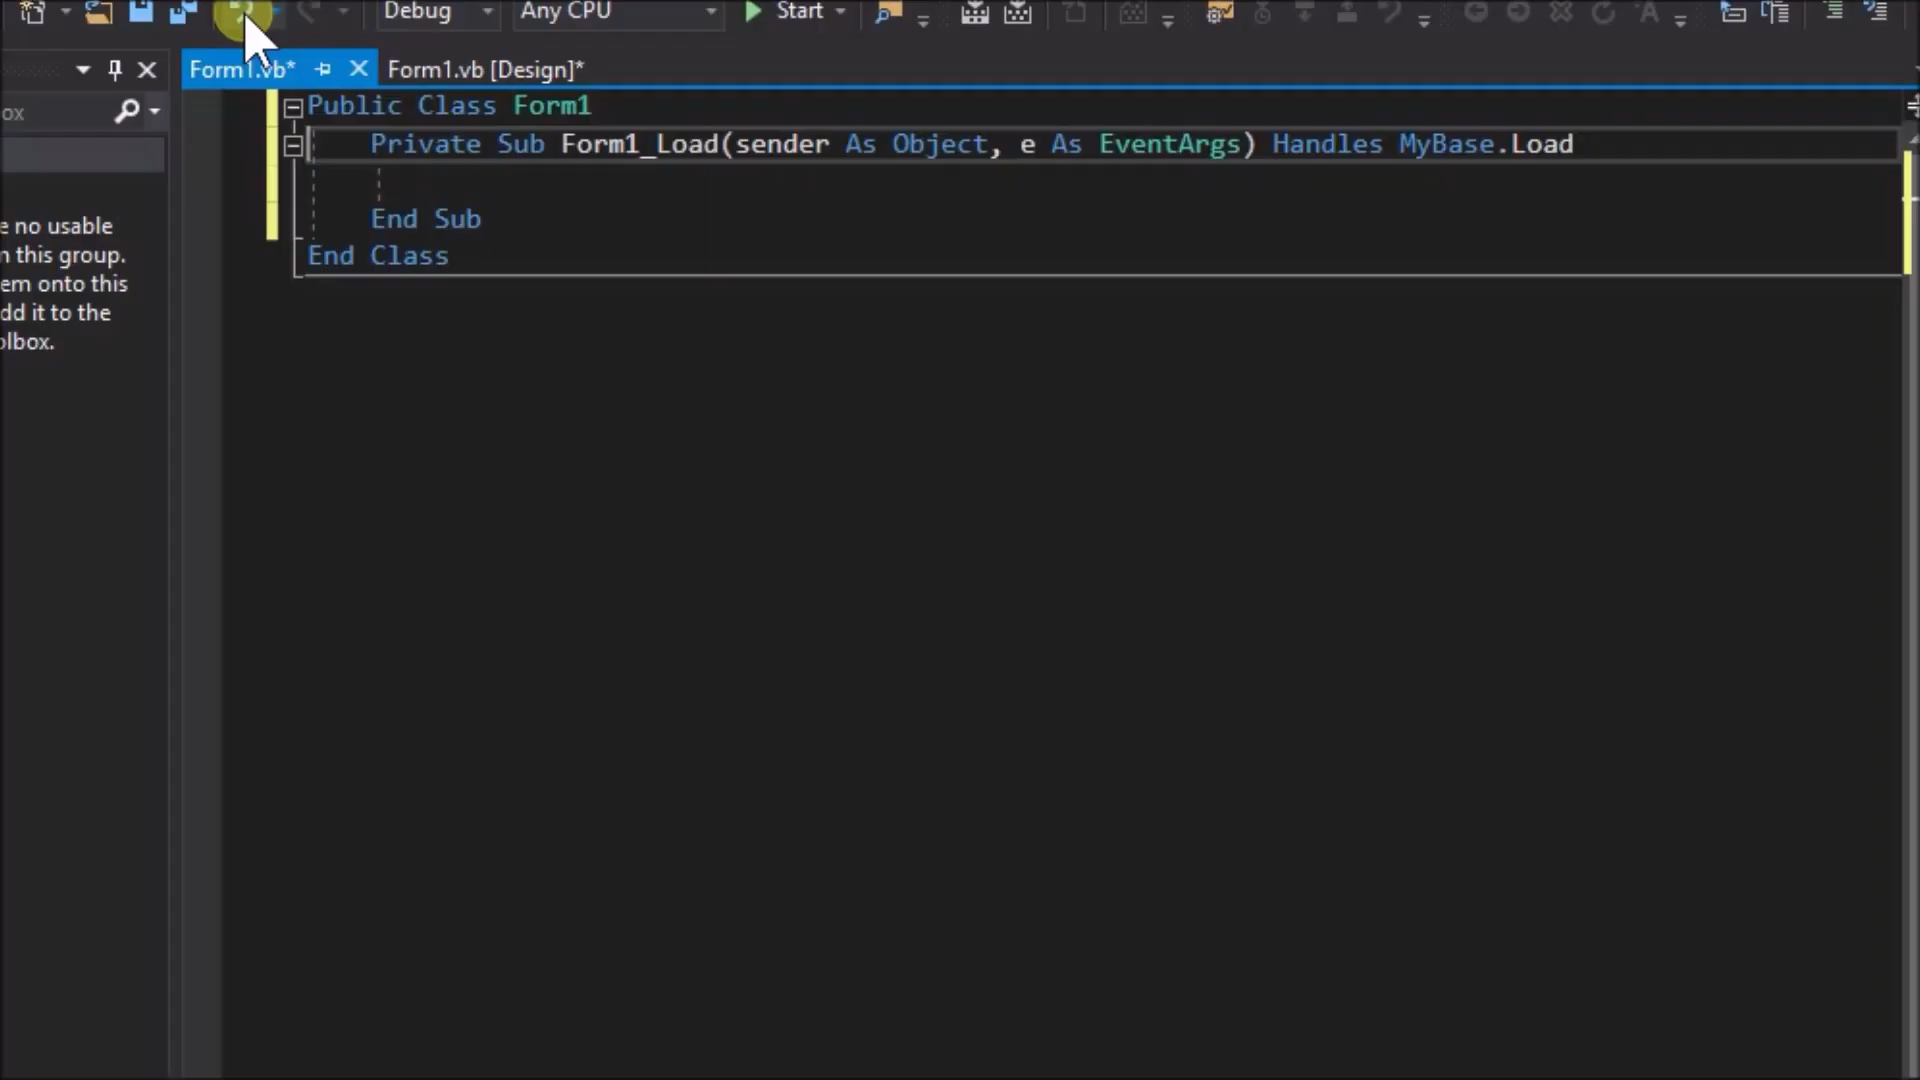 Debug Any CPU Start
Form1.vb* Form1.vb [Design]*
ox
Public Class Form1
Private Sub Form1_Load(sender As Object, e As EventArgs) Handles MyBase.Load
End Sub
End Class
e no usable
n this group.
em onto this
dd it to the
olbox.